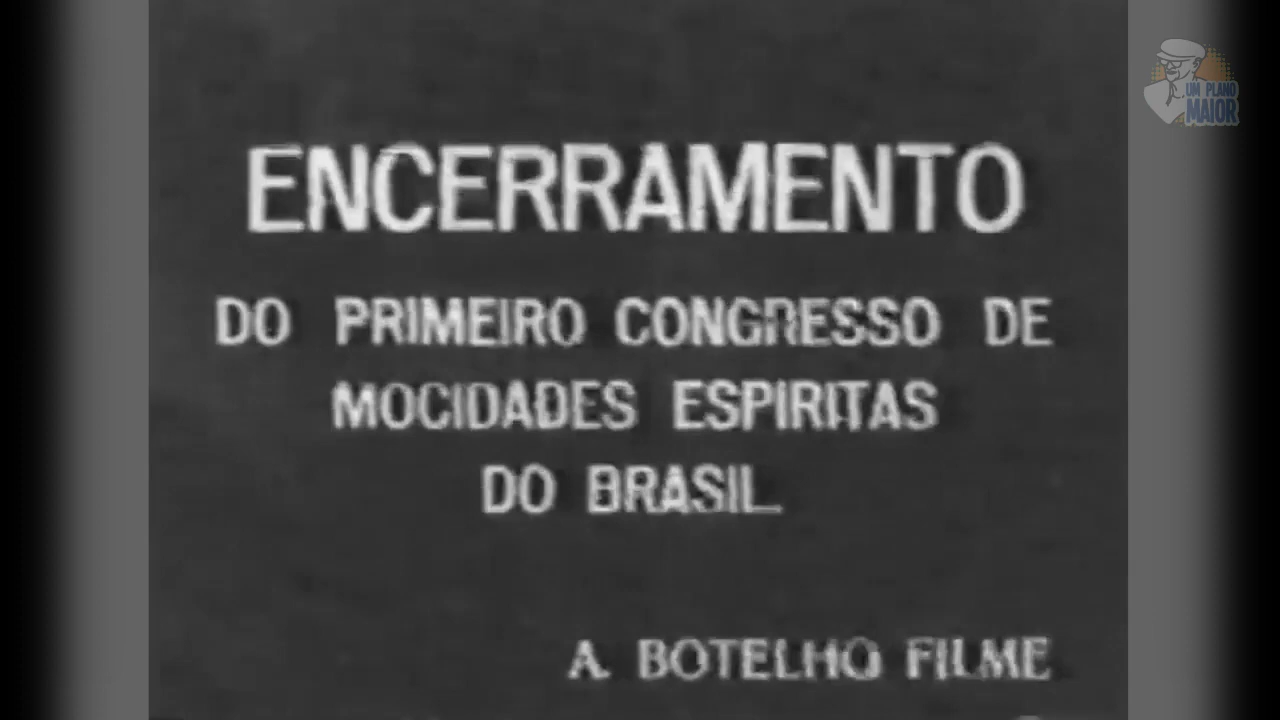 UM PLANO
MAIOR
ENCERRAMENTO
DO PRIMEIRO CONGRESSO DE
MOCIDADES ESPIRITAS
DO BRASIL.
A. BOTELHO FILME